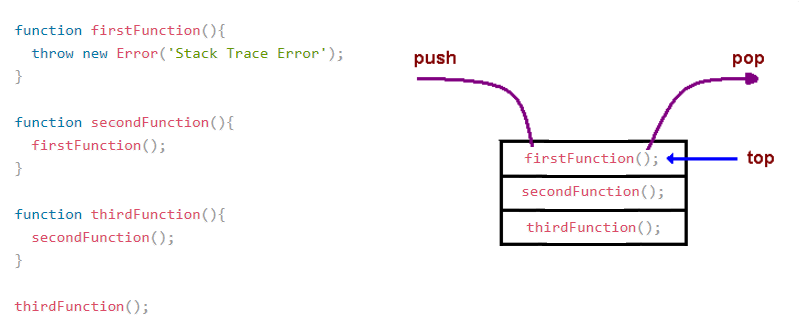 function firstFunction(){
  throw new Error('Stack Trace Error');
}

function secondFunction(){
  firstFunction();
}

function thirdFunction(){
  secondFunction();
}

thirdFunction();
push
pop
firstFunction();
top
secondFunction();
thirdFunction();